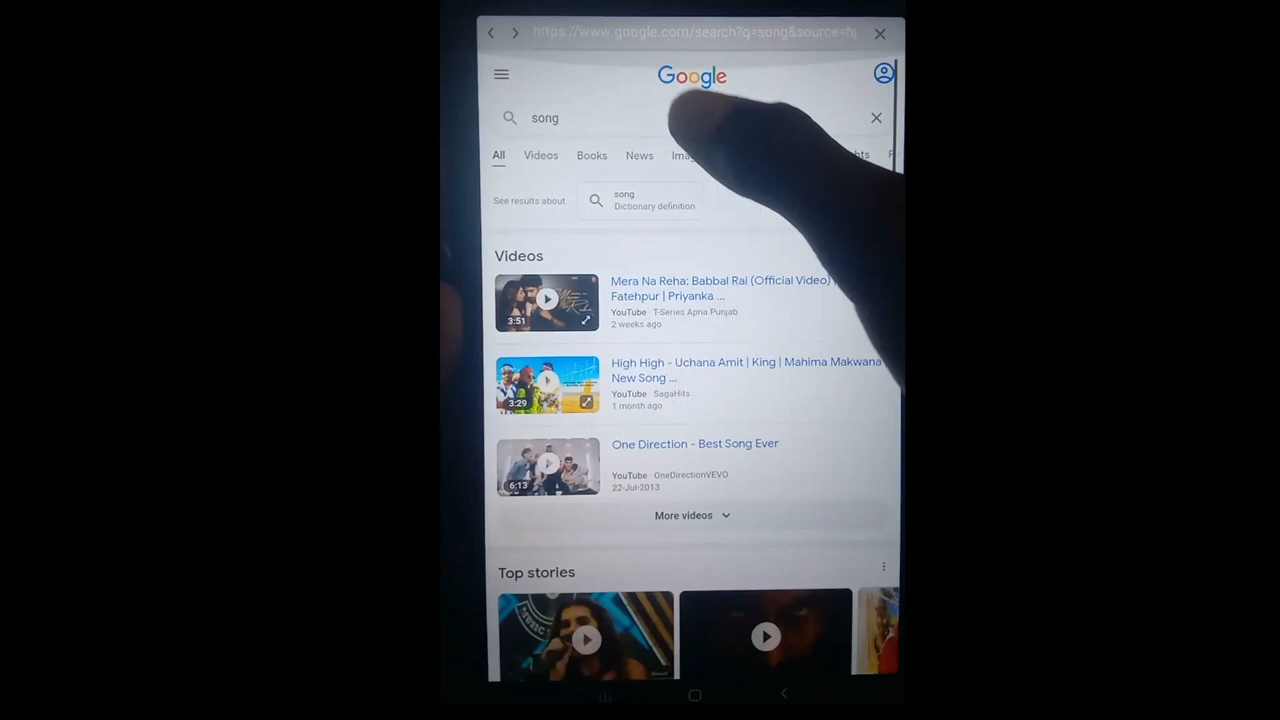 https://www.google.com/search?q=song&source=h
Google
song
All Videos Books News
See results about
song
Dictionary definition
Videos
3:51
Mera Na Reha: Babbal Rai (Official Video)
Fatehpur | Priyanka ...
YouTube · T-Series Apna Punjab
2 weeks ago
3:29
High High - Uchana Amit | King | Mahima Makwana
New Song ...
YouTube · SagaHits
1 month ago
6:13
One Direction - Best Song Ever
YouTube · OneDirectionVEVO
22-Jul-2013
More videos
Top stories